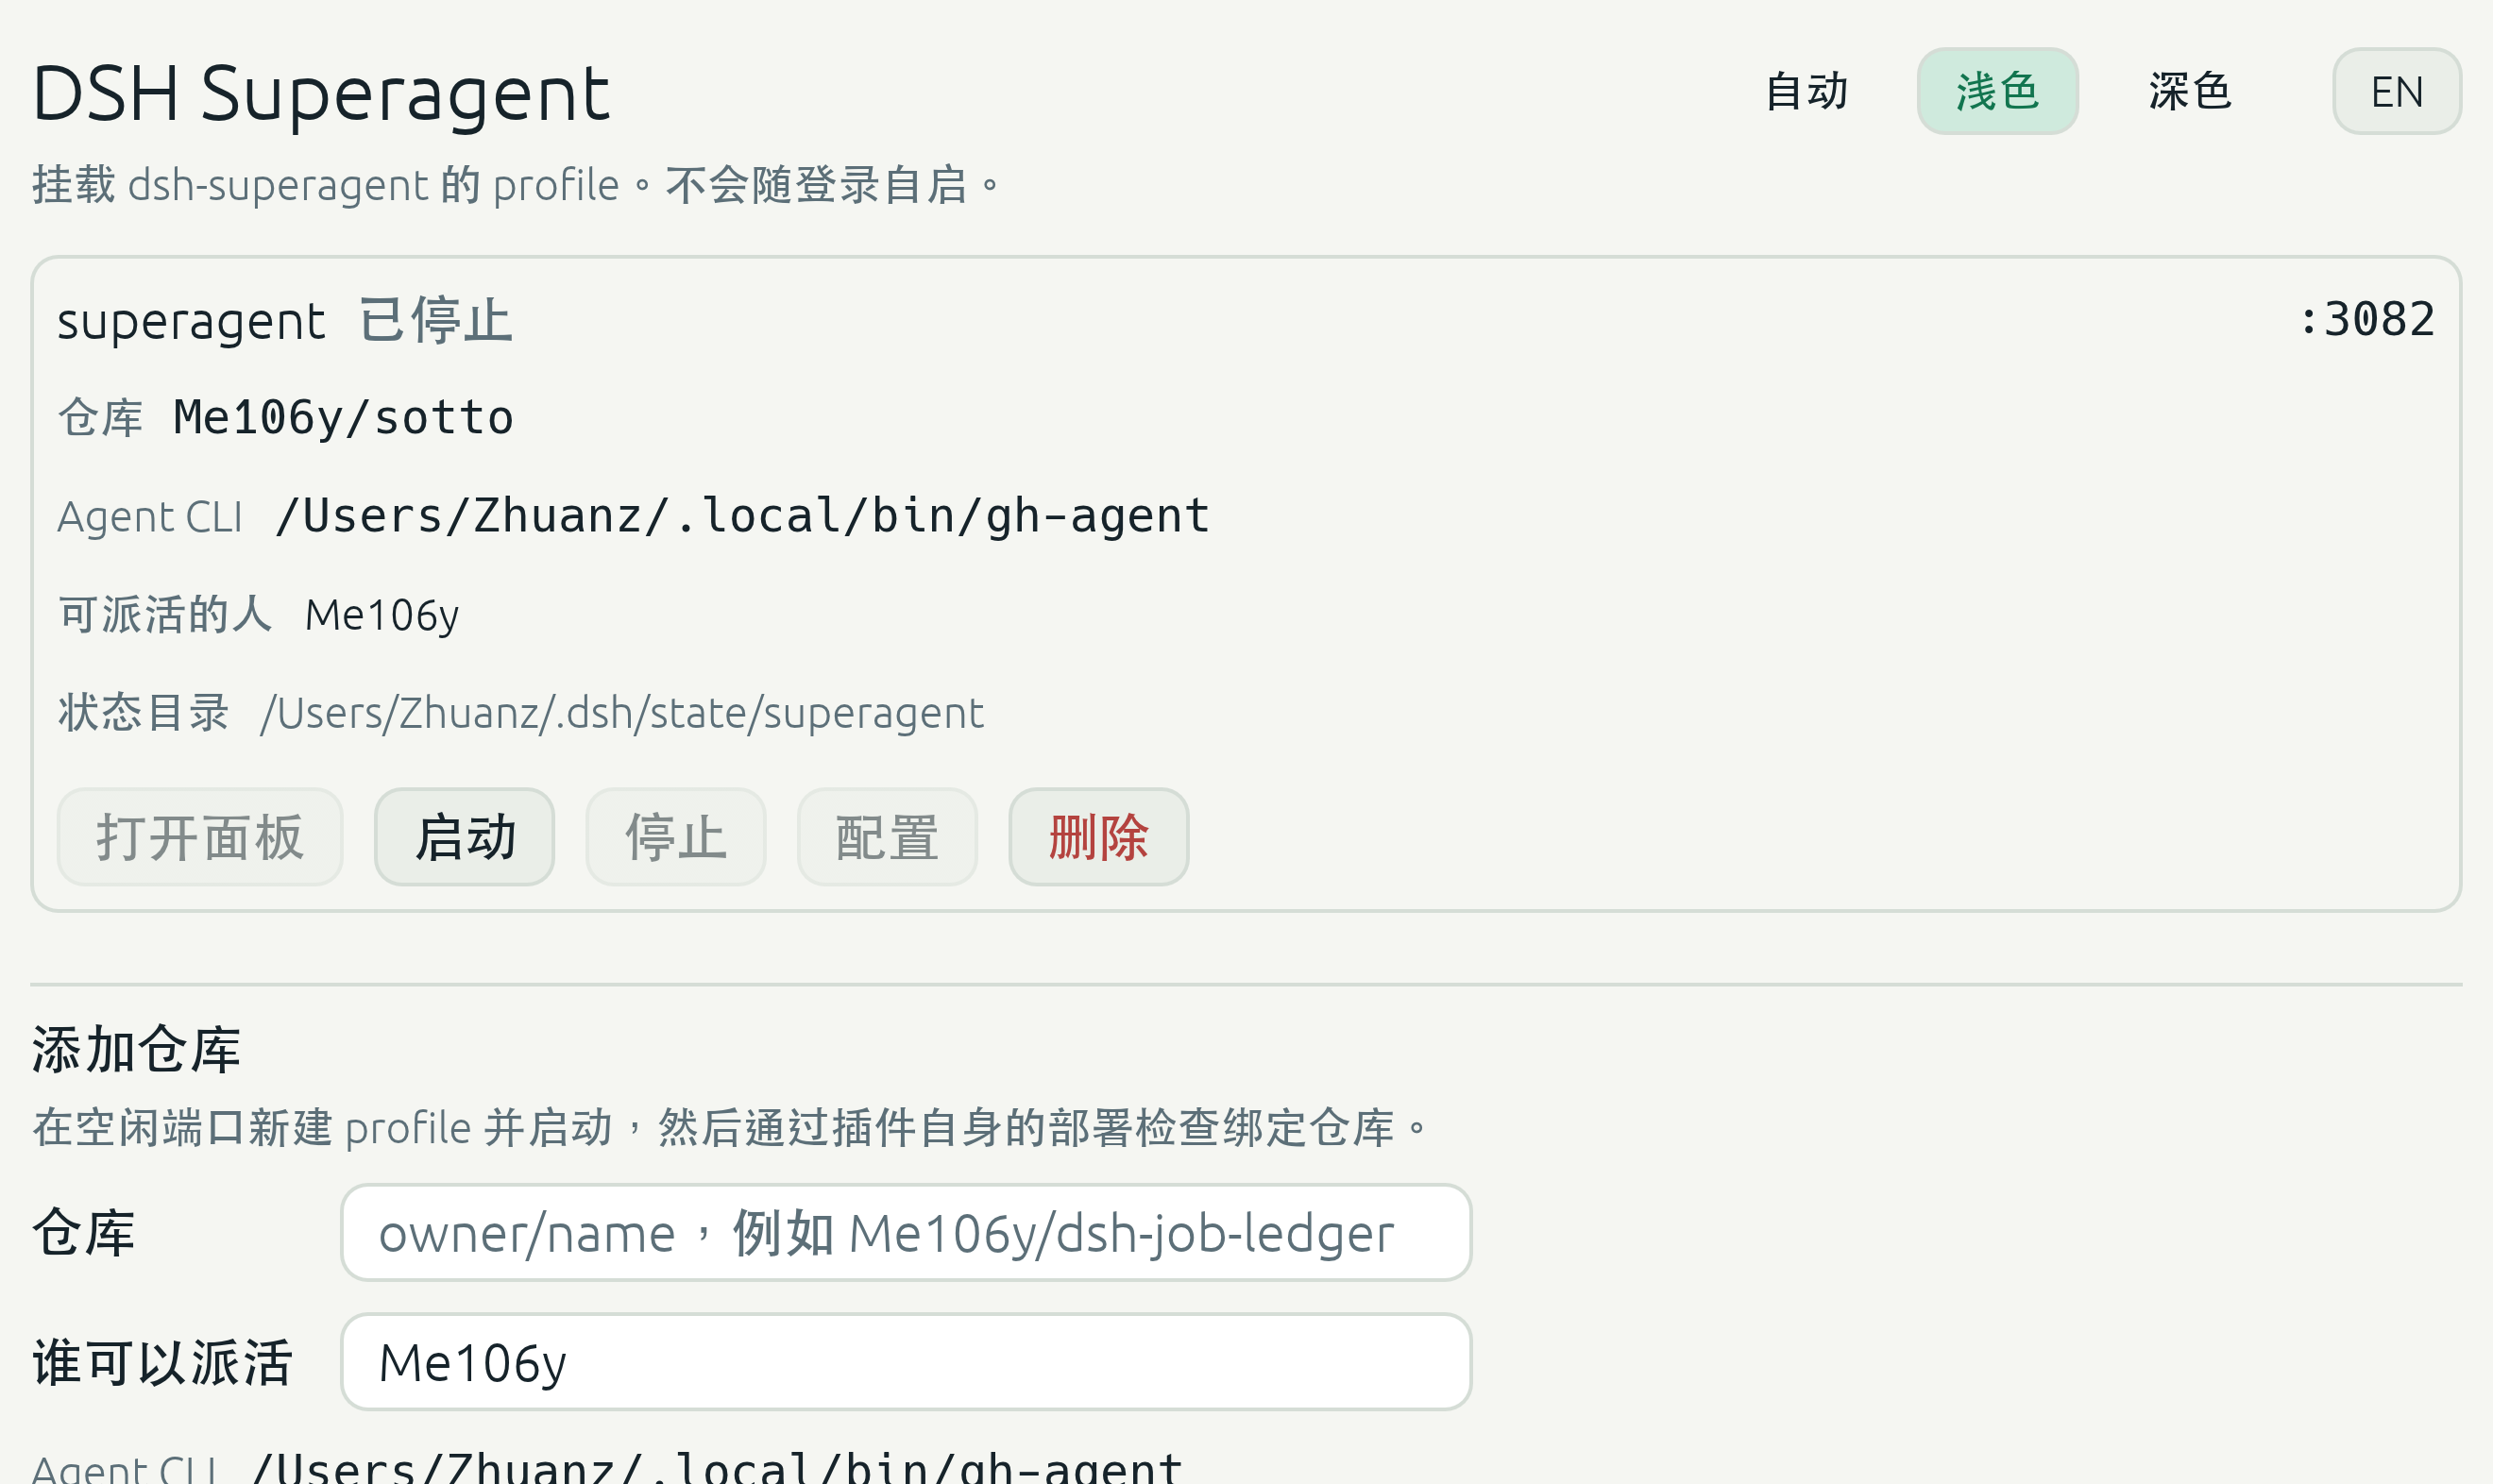 DSH Superagent
自动 浅色 深色 EN
挂载 dsh-superagent 的 profile。不会随登录自启。
superagent 已停止 :3082
仓库 Me106y/sotto
Agent CLI /Users/Zhuanz/.local/bin/gh-agent
可派活的人 Me106y
状态目录 /Users/Zhuanz/.dsh/state/superagent
打开面板 启动 停止 配置 删除
添加仓库
在空闲端口新建 profile 并启动，然后通过插件自身的部署检查绑定仓库。
仓库 owner/name，例如 Me106y/dsh-job-ledger
谁可以派活 Me106y
Agent CLI /Users/Zhuanz/.local/bin/gh-agent